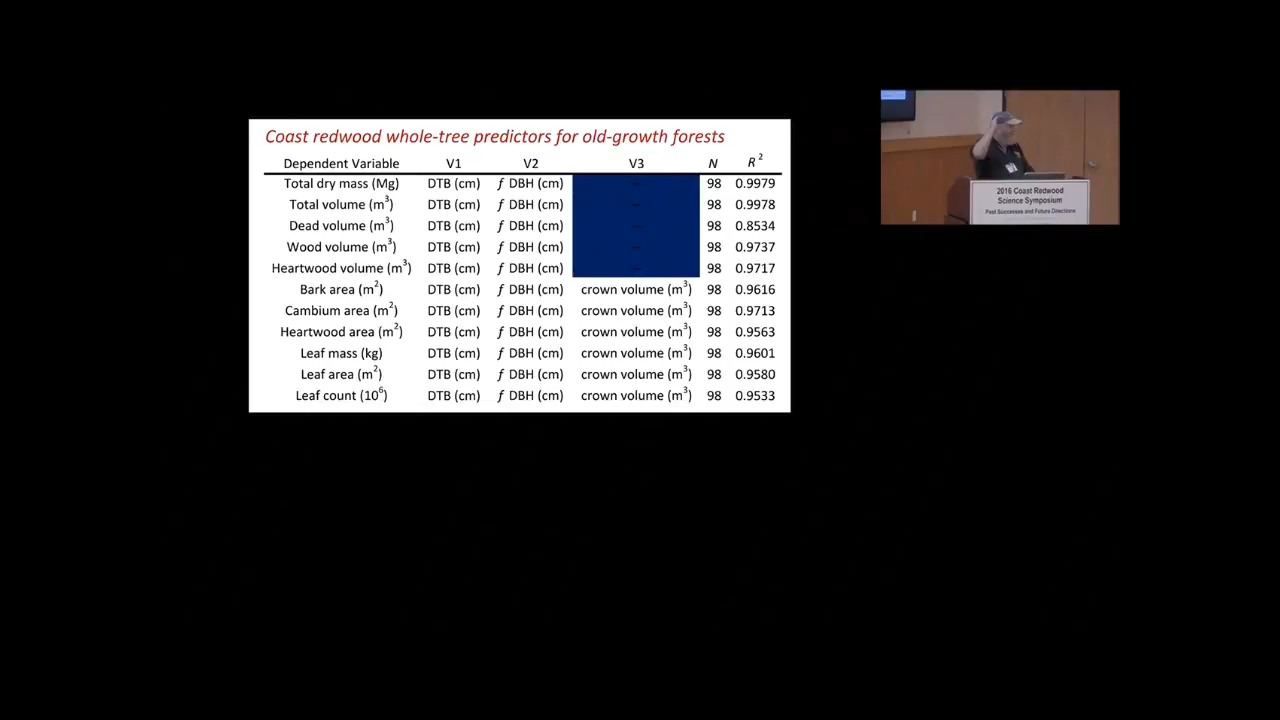 Coast redwood whole-tree predictors for old-growth forests
Dependent Variable V1 V2 V3 N R²
Total dry mass (Mg) DTB (cm) ƒ DBH (cm) – 98 0.9979
Total volume (m³) DTB (cm) ƒ DBH (cm) – 98 0.9978
Dead volume (m³) DTB (cm) ƒ DBH (cm) – 98 0.8534
Wood volume (m³) DTB (cm) ƒ DBH (cm) – 98 0.9737
Heartwood volume (m³) DTB (cm) ƒ DBH (cm) – 98 0.9717
Bark area (m²) DTB (cm) ƒ DBH (cm) crown volume (m³) 98 0.9616
Cambium area (m²) DTB (cm) ƒ DBH (cm) crown volume (m³) 98 0.9713
Heartwood area (m²) DTB (cm) ƒ DBH (cm) crown volume (m³) 98 0.9563
Leaf mass (kg) DTB (cm) ƒ DBH (cm) crown volume (m³) 98 0.9601
Leaf area (m²) DTB (cm) ƒ DBH (cm) crown volume (m³) 98 0.9580
Leaf count (10⁶) DTB (cm) ƒ DBH (cm) crown volume (m³) 98 0.9533
2016 Coast Redwood
Science Symposium
Past Successes and Future Directions